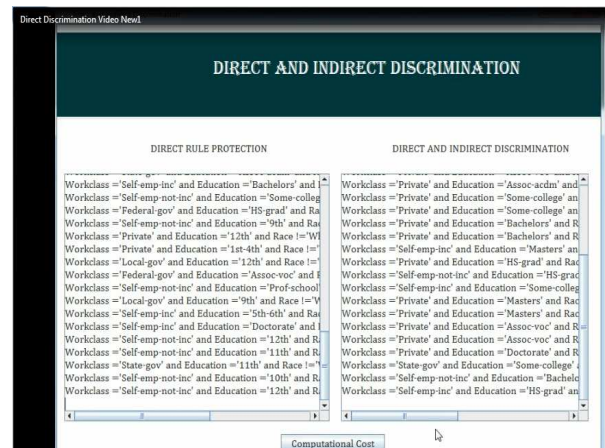 Direct Discrimination Video New1
DIRECT AND INDIRECT DISCRIMINATION
DIRECT RULE PROTECTION
Workclass ='Self-emp-inc' and Education ='Bachelors' and
Workclass ='Self-emp-not-inc' and Education ='Some-colleg
Workclass ='Federal-gov' and Education ='HS-grad' and Ra
Workclass ='Self-emp-not-inc' and Education ='9th' and Rac
Workclass ='Private' and Education ='12th' and Race !='W
Workclass ='Private' and Education ='1st-4th' and Race !='
Workclass ='Local-gov' and Education ='12th' and Race !='
Workclass ='Federal-gov' and Education ='Assoc-voc' and
Workclass ='Self-emp-not-inc' and Education ='Prof-school'
Workclass ='Local-gov' and Education ='9th' and Race !='W
Workclass ='Self-emp-inc' and Education ='5th-6th' and Rac
Workclass ='Self-emp-inc' and Education ='Doctorate' and
Workclass ='Self-emp-not-inc' and Education ='12th' and R
Workclass ='Self-emp-not-inc' and Education ='11th' and R
Workclass ='State-gov' and Education ='11th' and Race !='
Workclass ='Self-emp-not-inc' and Education ='10th' and R
Workclass ='Self-emp-not-inc' and Education ='12th' and R
DIRECT AND INDIRECT DISCRIMINATION
Workclass ='Private' and Education ='Assoc-acdm' and
Workclass ='Private' and Education ='Some-college' an
Workclass ='Private' and Education ='Some-college' an
Workclass ='Private' and Education ='Bachelors' and R
Workclass ='Private' and Education ='Bachelors' and R
Workclass ='Self-emp-inc' and Education ='Masters' an
Workclass ='Private' and Education ='HS-grad' and Rac
Workclass ='Self-emp-not-inc' and Education ='HS-grad
Workclass ='Self-emp-inc' and Education ='Some-colleg
Workclass ='Private' and Education ='Masters' and Rac
Workclass ='Private' and Education ='Masters' and Rac
Workclass ='Private' and Education ='Assoc-voc' and R
Workclass ='Private' and Education ='Assoc-voc' and R
Workclass ='Private' and Education ='Doctorate' and R
Workclass ='State-gov' and Education ='Some-college'
Workclass ='Self-emp-not-inc' and Education ='Bachelo
Workclass ='Self-emp-inc' and Education ='HS-grad' an
Computational Cost